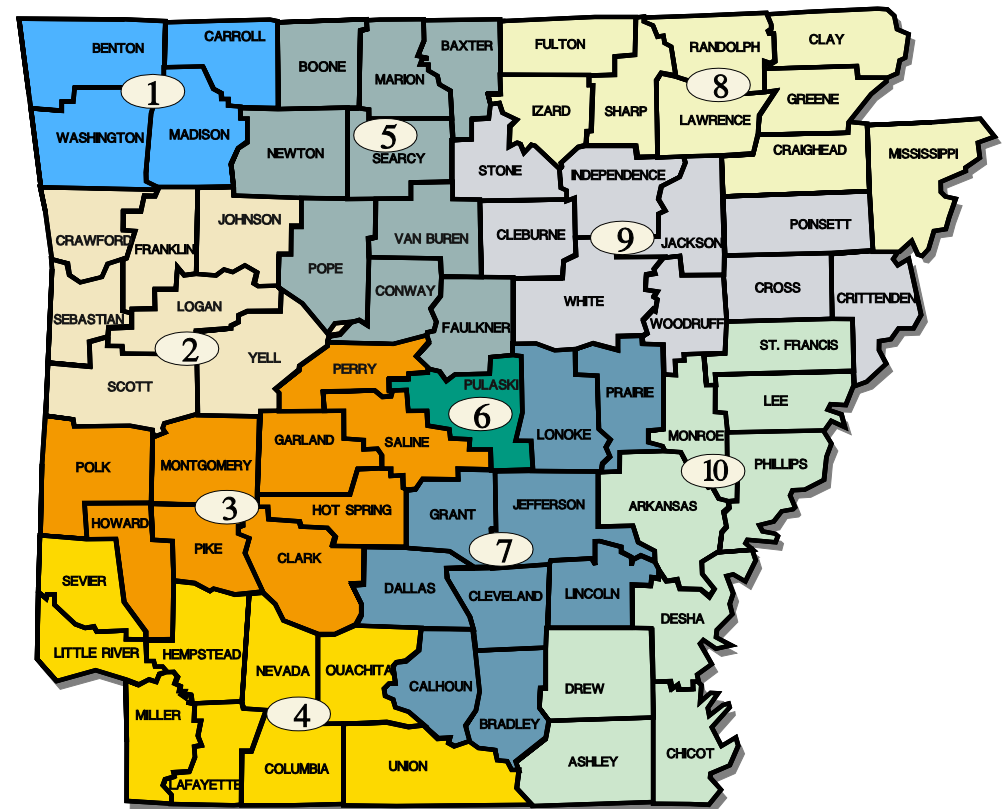 BENTON
CARROLL
BOONE
MARION
BAXTER
FULTON
RANDOLPH
CLAY
1
WASHINGTON
MADISON
NEWTON
5
SEARCY
IZARD
SHARP
8
LAWRENCE
GREENE
CRAIGHEAD
MISSISSIPPI
STONE
INDEPENDENCE
CRAWFORD
FRANKLIN
JOHNSON
POPE
VAN BUREN
CLEBURNE
9
JACKSON
POINSETT
SEBASTIAN
LOGAN
CONWAY
FAULKNER
WHITE
WOODRUFF
CROSS
CRITTENDEN
2
SCOTT
YELL
PERRY
PULASKI
6
LONOKE
PRAIRIE
ST. FRANCIS
LEE
MONROE
PHILLIPS
10
POLK
MONTGOMERY
GARLAND
SALINE
HOWARD
3
PIKE
HOT SPRING
CLARK
GRANT
JEFFERSON
7
ARKANSAS
SEVIER
DALLAS
CLEVELAND
LINCOLN
DESHA
LITTLE RIVER
HEMPSTEAD
NEVADA
OUACHITA
CALHOUN
DREW
MILLER
4
BRADLEY
LAFAYETTE
COLUMBIA
UNION
ASHLEY
CHICOT